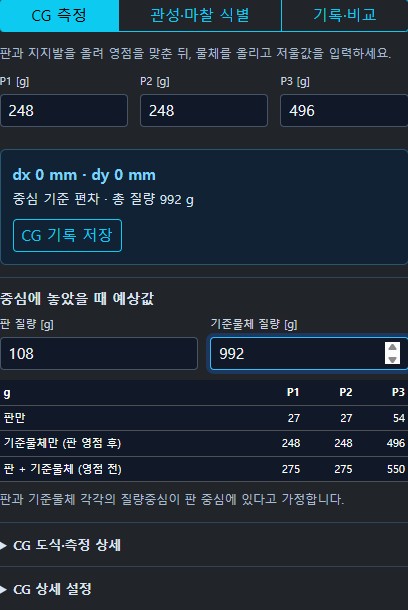 CG 측정 관성·마찰 식별 기록·비교
판과 지지발을 올려 영점을 맞춘 뒤, 물체를 올리고 저울값을 입력하세요.
P1 [g] P2 [g] P3 [g]
248 248 496
dx 0 mm · dy 0 mm
중심 기준 편차 · 총 질량 992 g
CG 기록 저장
중심에 놓았을 때 예상값
판 질량 [g] 기준물체 질량 [g]
108 992
g P1 P2 P3
판만 27 27 54
기준물체만 (판 영점 후) 248 248 496
판 + 기준물체 (영점 전) 275 275 550
판과 기준물체 각각의 질량중심이 판 중심에 있다고 가정합니다.
▶ CG 도식·측정 상세
▶ CG 상세 설정